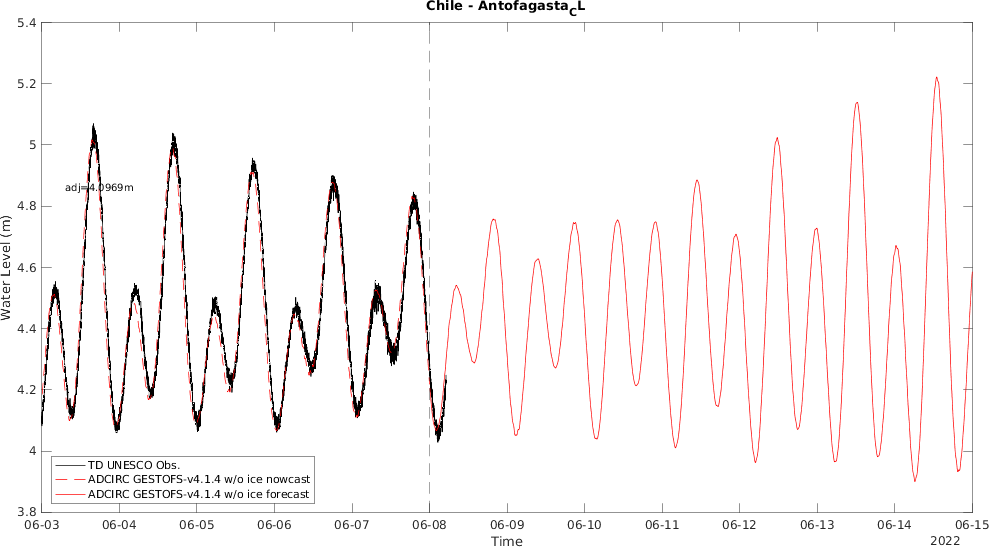 Chile - Antofagasta_CL
5.4
5.2
5
4.8
4.6
4.4
4.2
4
3.8
Water Level (m)
adj=4.0969m
TD UNESCO Obs.
ADCIRC GESTOFS-v4.1.4 w/o ice nowcast
ADCIRC GESTOFS-v4.1.4 w/o ice forecast
06-03 06-04 06-05 06-06 06-07 06-08 06-09 06-10 06-11 06-12 06-13 06-14 06-15
Time
2022